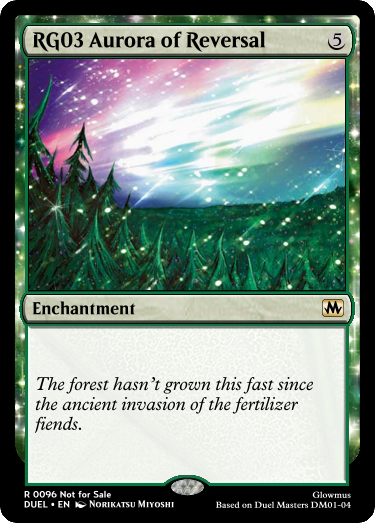 RG03 Aurora of Reversal 5
Enchantment M
The forest hasn't grown this fast since
the ancient invasion of the fertilizer
fiends.
R 0096 Not for Sale
Glowmus
DUEL • EN Norikatsu Miyoshi
Based on Duel Masters DM01-04